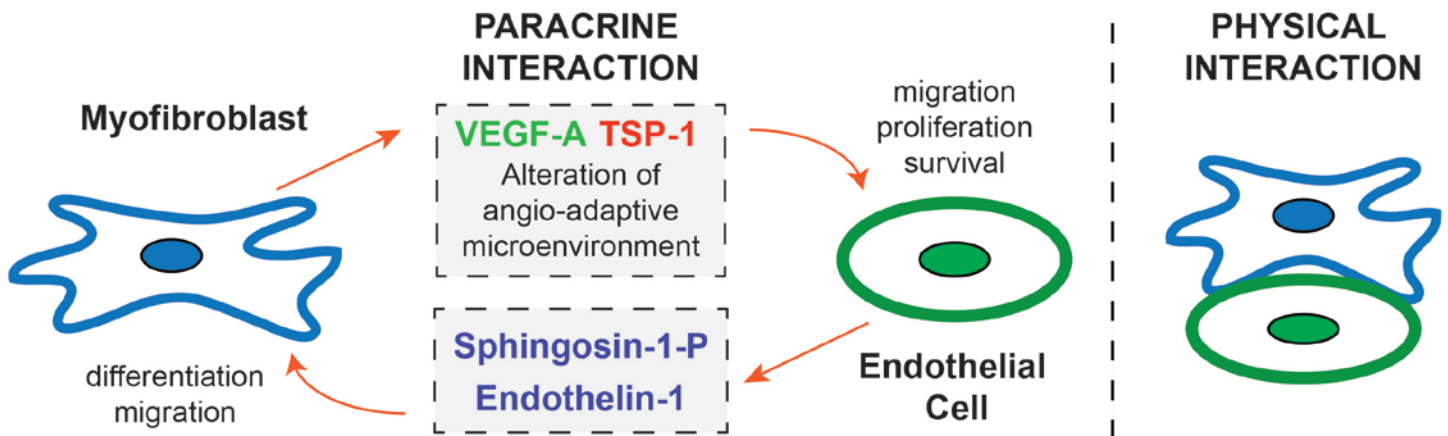 PARACRINE
INTERACTION
Myofibroblast
VEGF-A TSP-1
Alteration of
angio-adaptive
microenvironment
migration
proliferation
survival
Sphingosin-1-P
Endothelin-1
differentiation
migration
Endothelial
Cell
PHYSICAL
INTERACTION